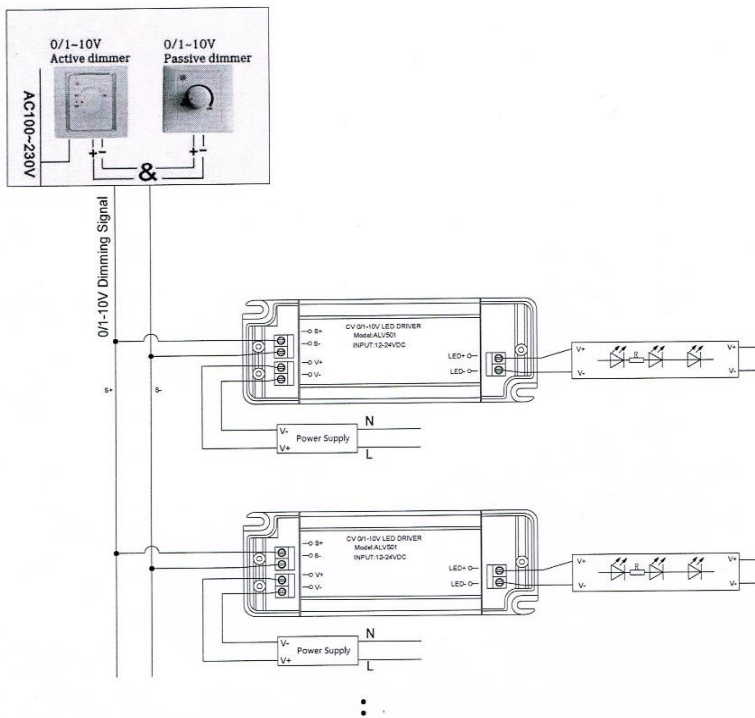 0/1~10V
Active dimmer
0/1~10V
Passive dimmer
AC100~230V
+-
+-
&
0/1-10V Dimming Signal
S+
S-
S+
S-
V+
V-
CV 0/1-10V LED DRIVER
Model:ALV501
INPUT:12-24VDC
LED+
LED-
V+
V-
R
V+
V-
V-
V+
Power Supply
N
L
S+
S-
V+
V-
CV 0/1-10V LED DRIVER
Model:ALV501
INPUT:12-24VDC
LED+
LED-
V+
V-
R
V+
V-
V-
V+
Power Supply
N
L